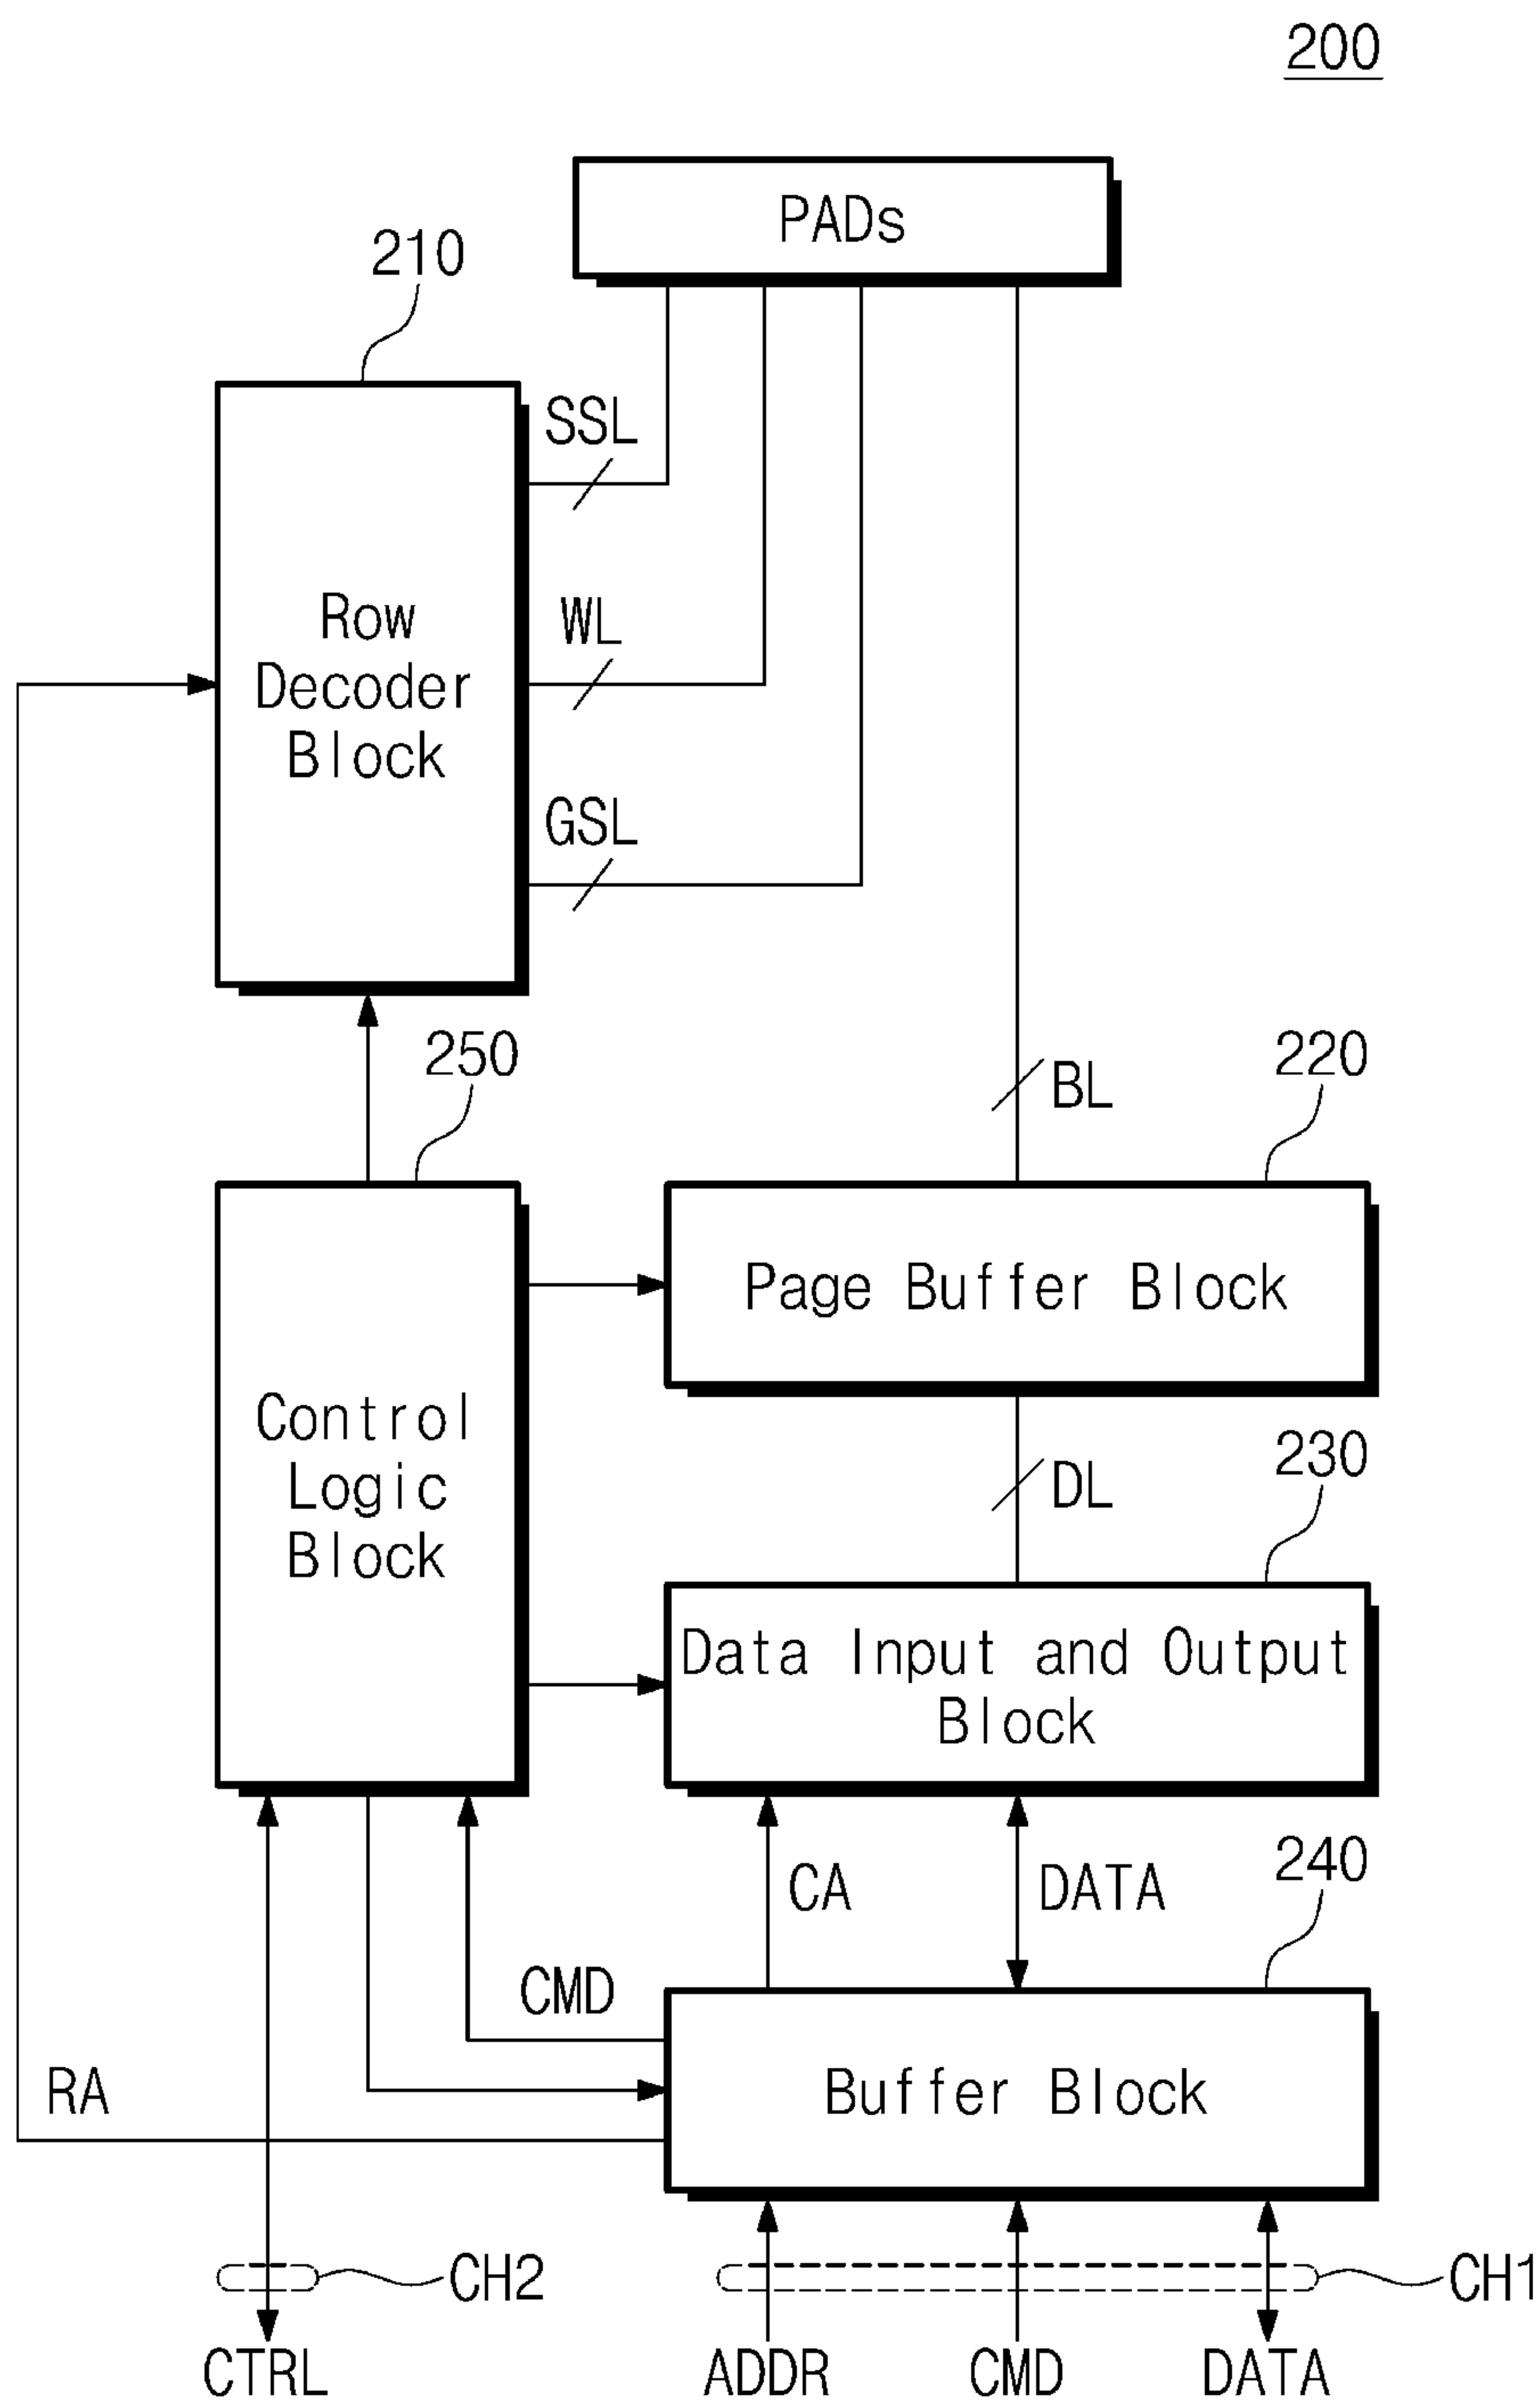 200
PADs
210
SSL
Row
Decoder
Block
WL
GSL
250
220
BL
Page Buffer Block
Control
Logic
Block
230
DL
Data Input and Output
Block
240
CA
DATA
CMD
RA
Buffer Block
CH2
CH1
CTRL
ADDR
CMD
DATA